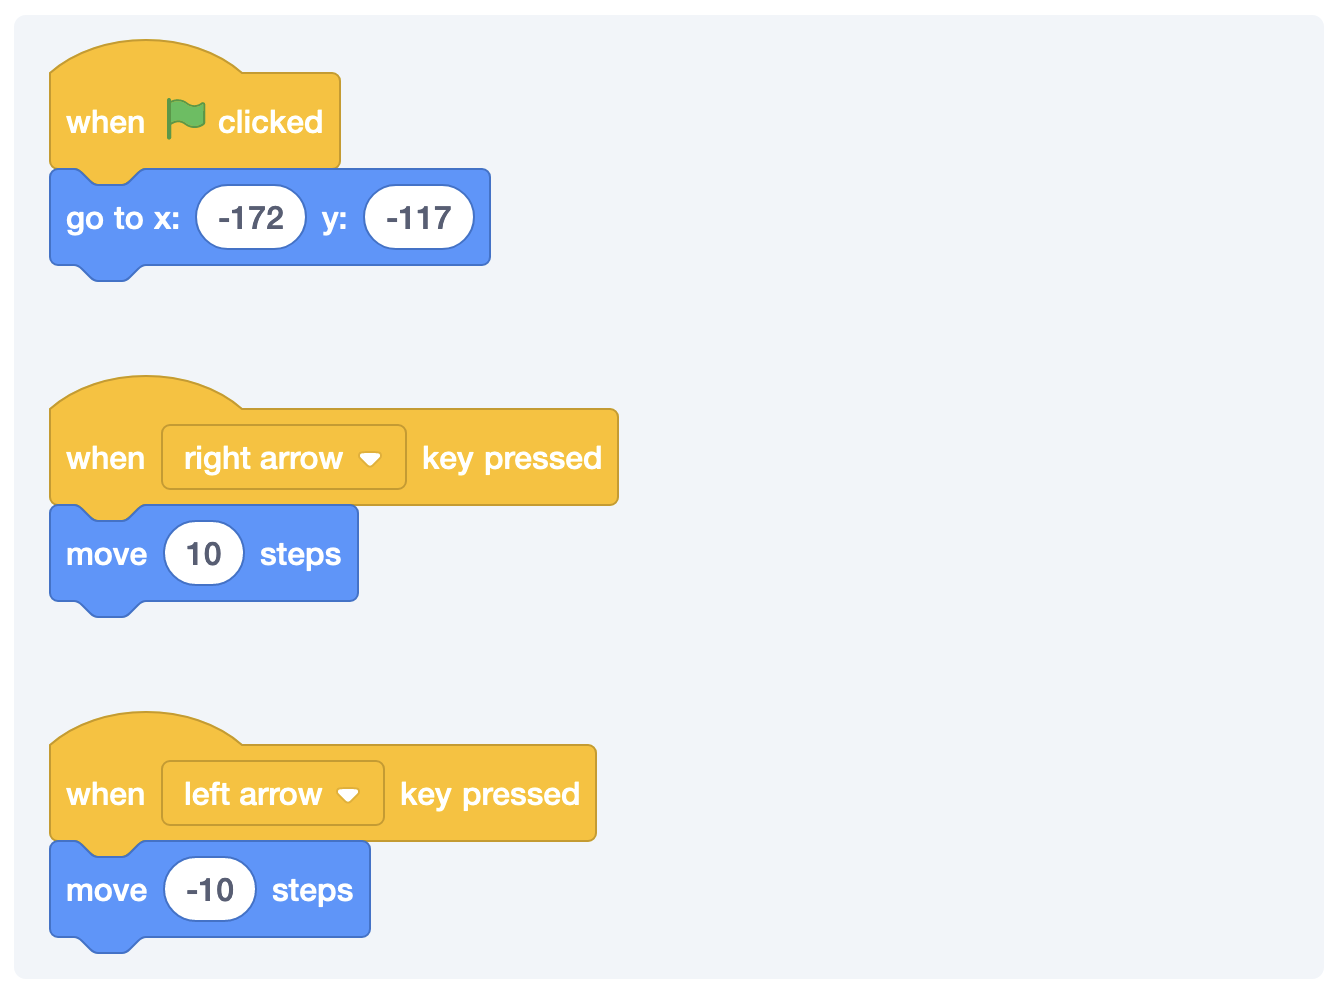 when clicked
go to x: -172 y: -117
when right arrow key pressed
move 10 steps
when left arrow key pressed
move -10 steps